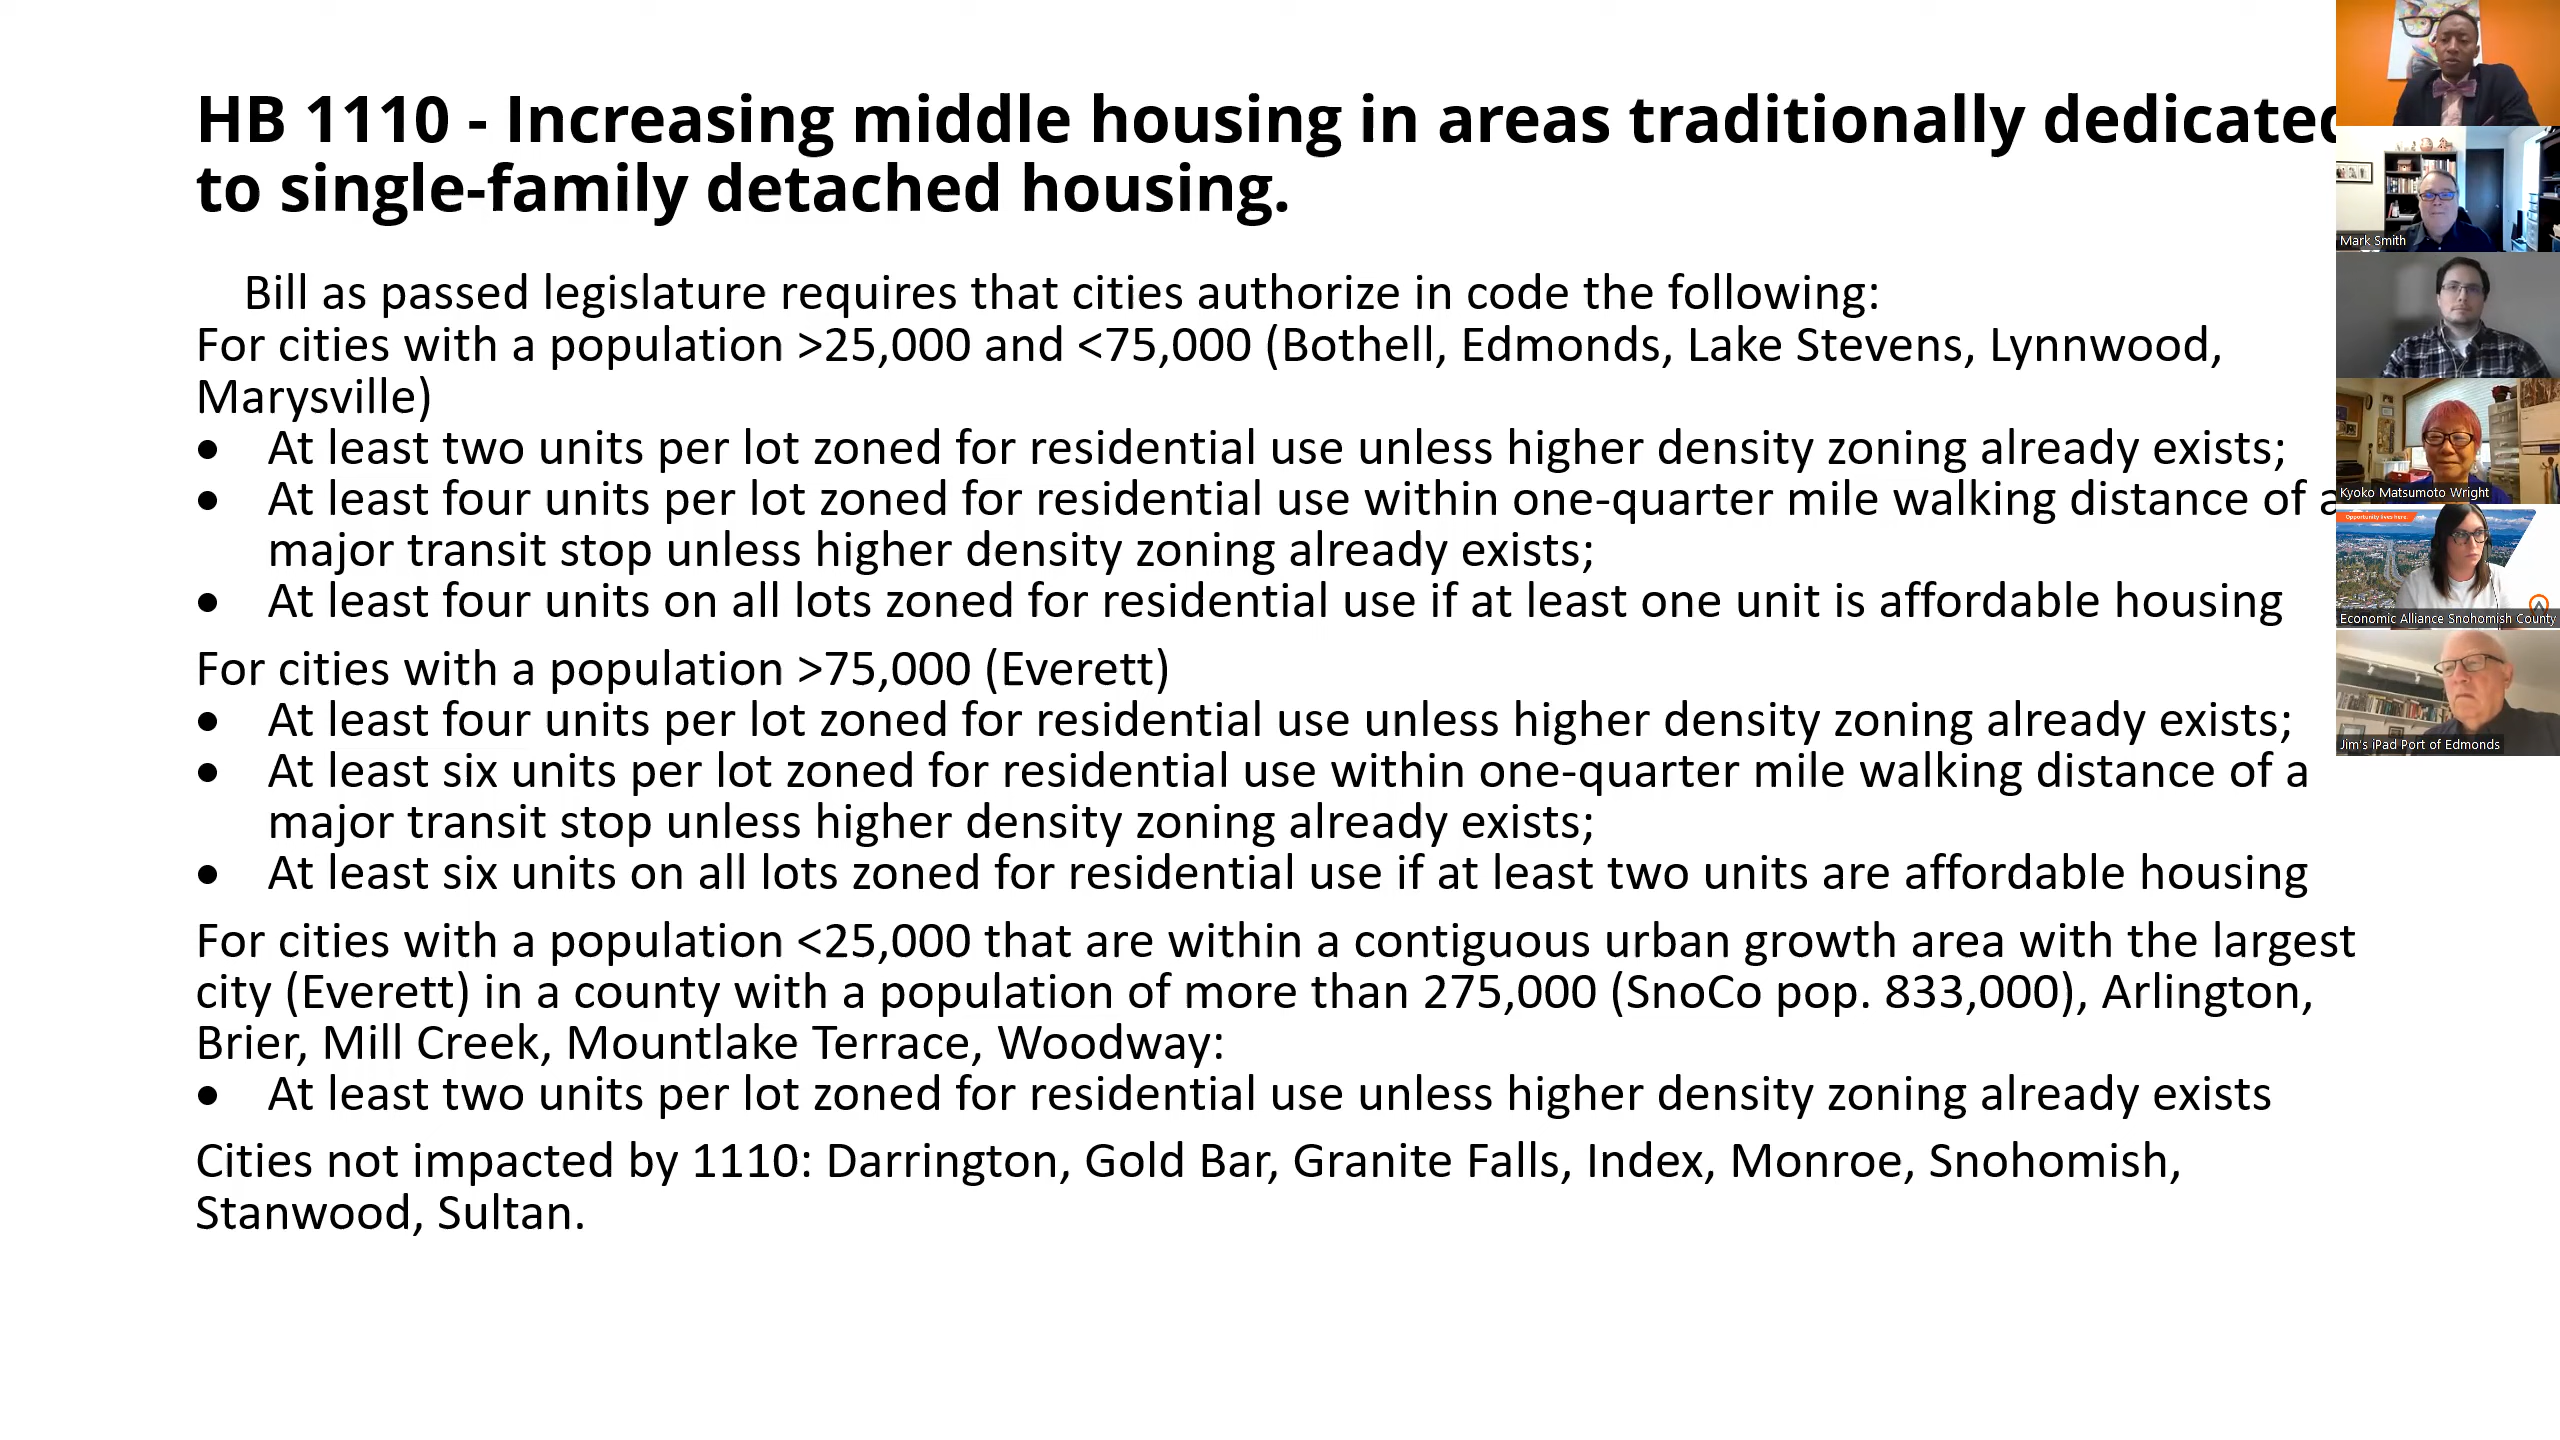 HB 1110 - Increasing middle housing in areas traditionally dedicated
to single-family detached housing.
Bill as passed legislature requires that cities authorize in code the following:
For cities with a population >25,000 and <75,000 (Bothell, Edmonds, Lake Stevens, Lynnwood,
Marysville)
• At least two units per lot zoned for residential use unless higher density zoning already exists;
• At least four units per lot zoned for residential use within one-quarter mile walking distance of a
major transit stop unless higher density zoning already exists;
• At least four units on all lots zoned for residential use if at least one unit is affordable housing
For cities with a population >75,000 (Everett)
• At least four units per lot zoned for residential use unless higher density zoning already exists;
• At least six units per lot zoned for residential use within one-quarter mile walking distance of a
major transit stop unless higher density zoning already exists;
• At least six units on all lots zoned for residential use if at least two units are affordable housing
For cities with a population <25,000 that are within a contiguous urban growth area with the largest
city (Everett) in a county with a population of more than 275,000 (SnoCo pop. 833,000), Arlington,
Brier, Mill Creek, Mountlake Terrace, Woodway:
• At least two units per lot zoned for residential use unless higher density zoning already exists
Cities not impacted by 1110: Darrington, Gold Bar, Granite Falls, Index, Monroe, Snohomish,
Stanwood, Sultan.
Mark Smith
Kyoko Matsumoto Wright
Opportunity lives here.
Economic Alliance Snohomish County
Jim's iPad Port of Edmonds